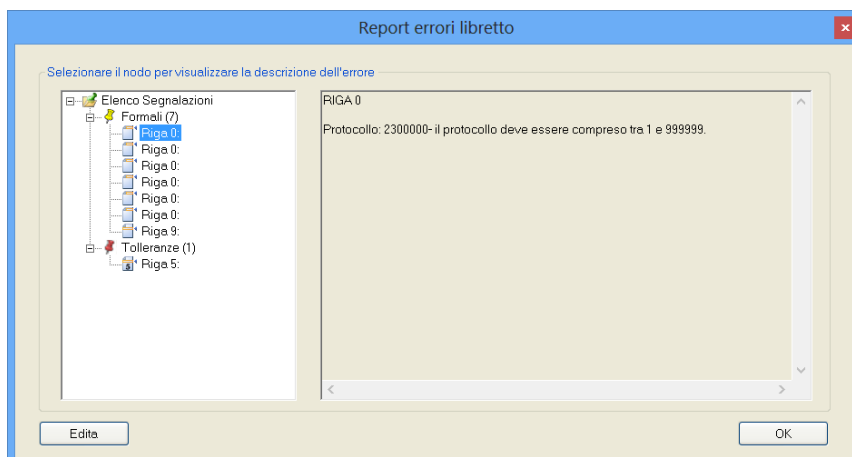 Report errori libretto
Selezionare il nodo per visualizzare la descrizione dell'errore
Elenco Segnalazioni
Formali (7)
Riga 0:
Riga 0:
Riga 0:
Riga 0:
Riga 0:
Riga 0:
Riga 9:
Tolleranze (1)
Riga 5:
RIGA 0
Protocollo: 2300000- il protocollo deve essere compreso tra 1 e 999999.
Edita
OK